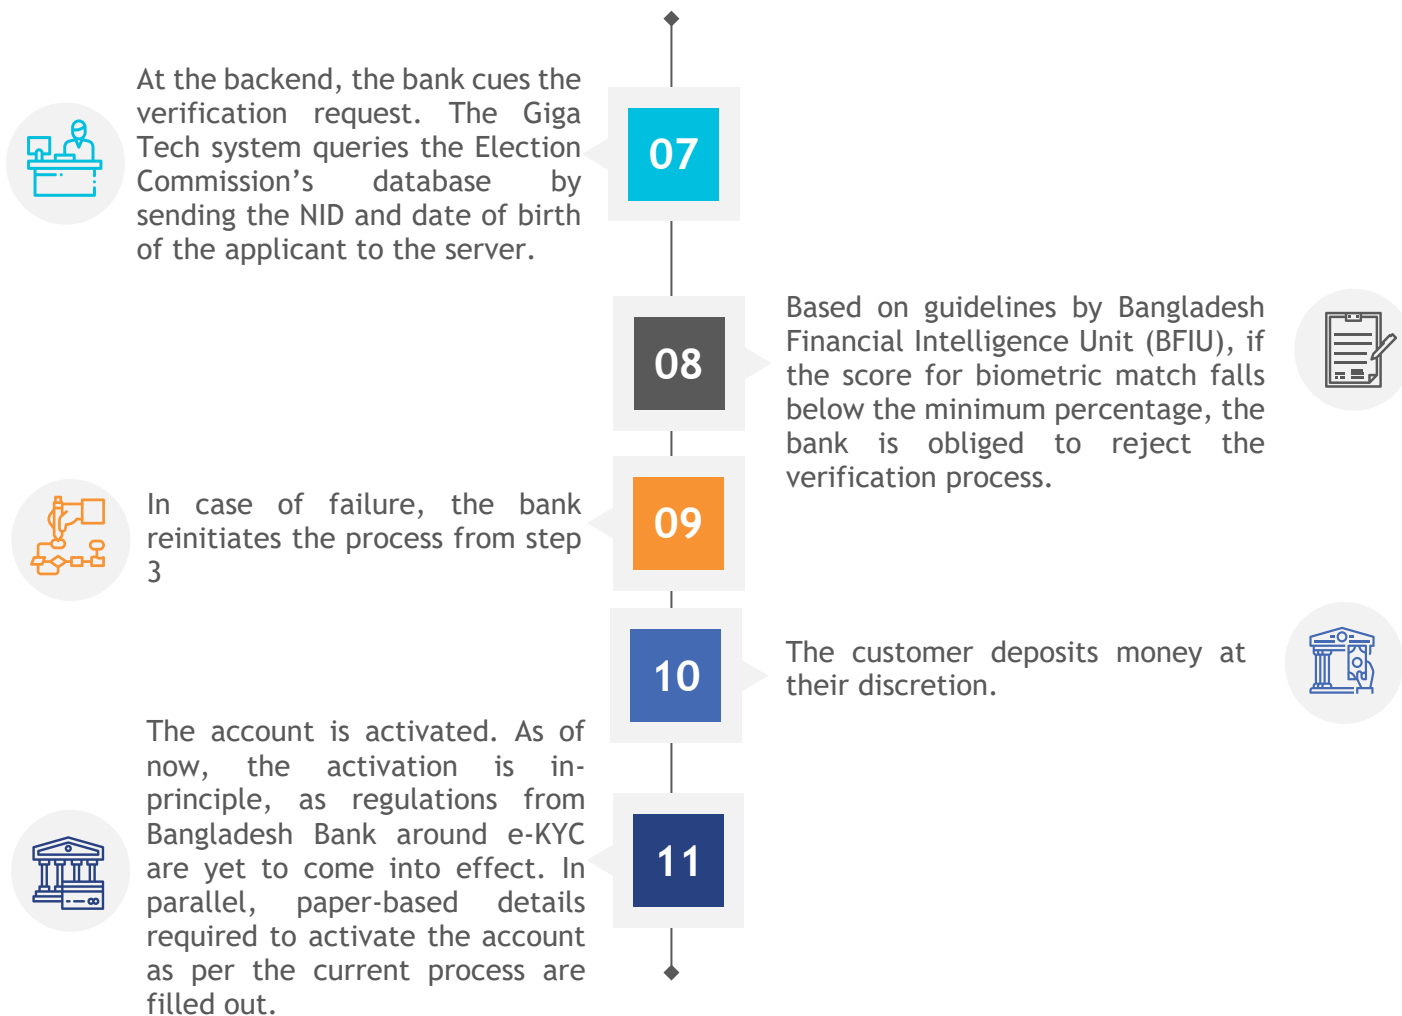 At the backend, the bank cues the
verification request. The Giga
Tech system queries the Election
Commission’s database by
sending the NID and date of birth
of the applicant to the server.
07
08
Based on guidelines by Bangladesh
Financial Intelligence Unit (BFIU), if
the score for biometric match falls
below the minimum percentage, the
bank is obliged to reject the
verification process.
In case of failure, the bank
reinitiates the process from step
3
09
10
The customer deposits money at
their discretion.
The account is activated. As of
now, the activation is in-
principle, as regulations from
Bangladesh Bank around e-KYC
are yet to come into effect. In
parallel, paper-based details
required to activate the account
as per the current process are
filled out.
11